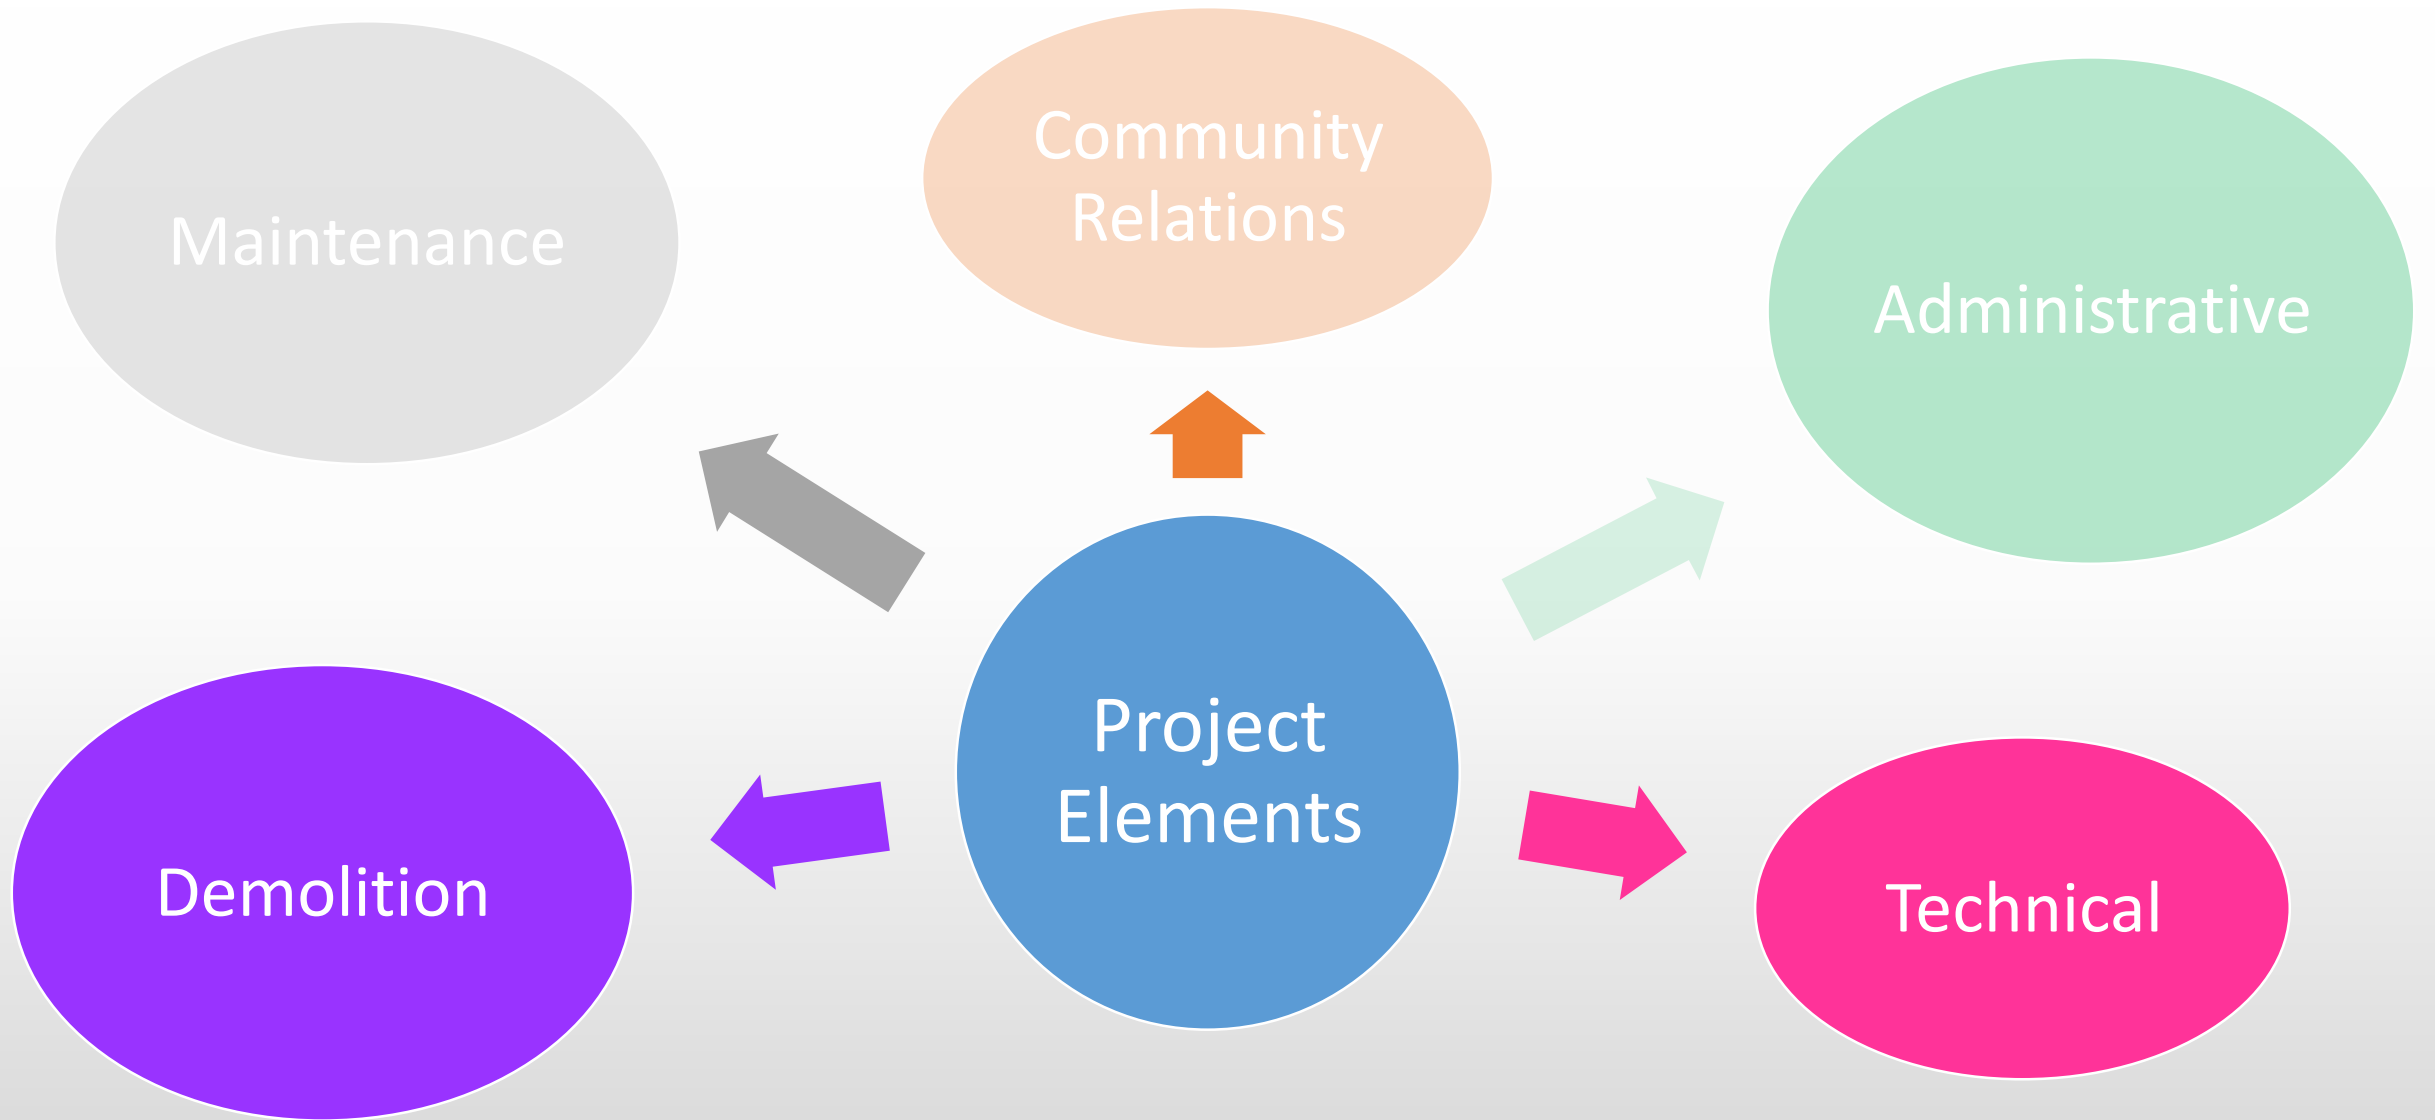 Maintenance
Community
Relations
Administrative
Project
Elements
Demolition
Technical